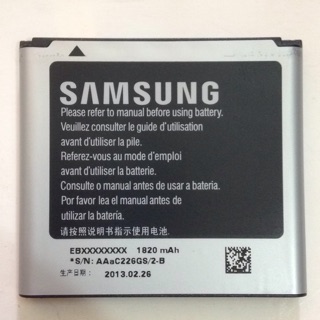 SAMSUNG
Please refer to manual before using battery.
Veuillez consulter le guide d'utilisation
avant d'utiliser la pile.
Referez-vous au mode d'emploi
avant d'utiliser la batterie.
Consulte o manual antes de usar a bateria.
Por favor lea el manual antes
de utilizar la batería.
请按照说明书指示使用电池。
EBXXXXXXXX 1820 mAh
*S/N: AAaC226GS/2-B
生产日期: 2013.02.26